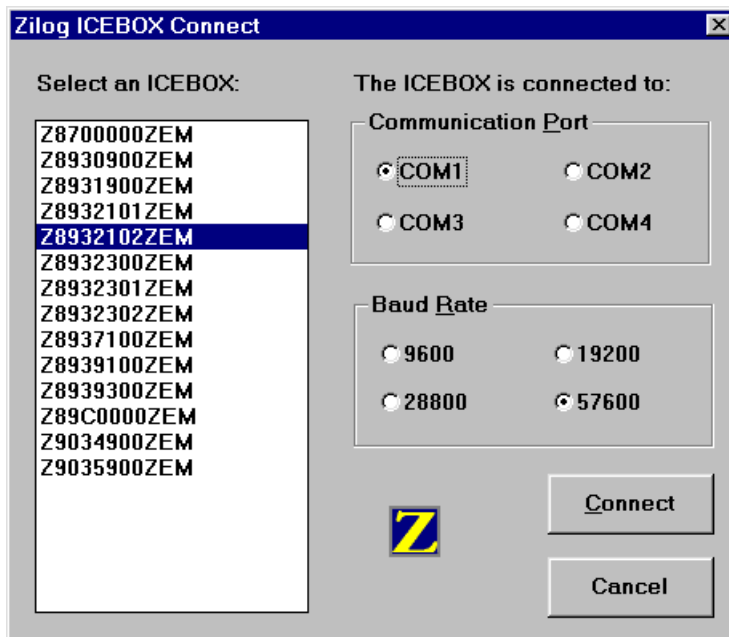 Zilog ICEBOX Connect
Select an ICEBOX:
Z8700000ZEM
Z8930900ZEM
Z8931900ZEM
Z8932101ZEM
Z8932102ZEM
Z8932300ZEM
Z8932301ZEM
Z8932302ZEM
Z8937100ZEM
Z8939100ZEM
Z8939300ZEM
Z89C0000ZEM
Z9034900ZEM
Z9035900ZEM
The ICEBOX is connected to:
Communication Port
COM1 COM2
COM3 COM4
Baud Rate
9600 19200
28800 57600
Z
Connect
Cancel